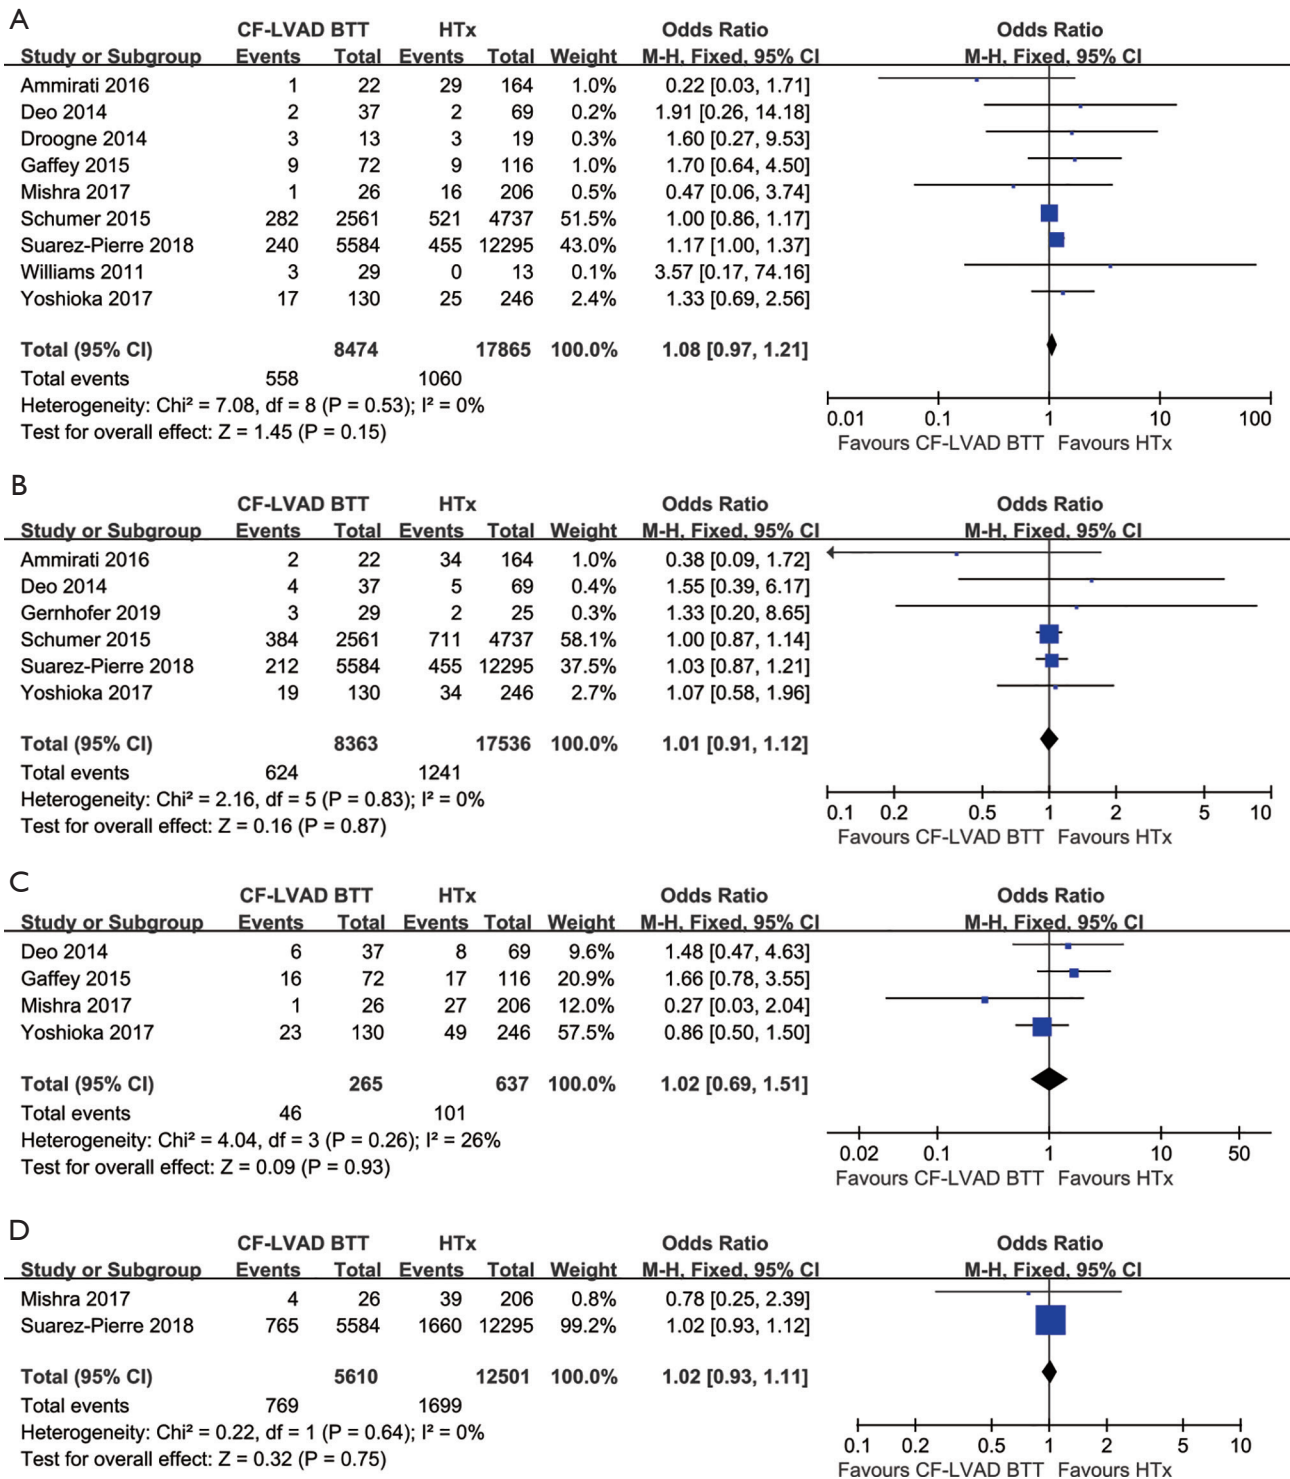 A
CF-LVAD BTT HTx Odds Ratio Odds Ratio
Study or Subgroup Events Total Events Total Weight M-H, Fixed, 95% CI M-H, Fixed, 95% CI
Ammirati 2016 1 22 29 164 1.0% 0.22 [0.03, 1.71]
Deo 2014 2 37 2 69 0.2% 1.91 [0.26, 14.18]
Droogne 2014 3 13 3 19 0.3% 1.60 [0.27, 9.53]
Gaffey 2015 9 72 9 116 1.0% 1.70 [0.64, 4.50]
Mishra 2017 1 26 16 206 0.5% 0.47 [0.06, 3.74]
Schumer 2015 282 2561 521 4737 51.5% 1.00 [0.86, 1.17]
Suarez-Pierre 2018 240 5584 455 12295 43.0% 1.17 [1.00, 1.37]
Williams 2011 3 29 0 13 0.1% 3.57 [0.17, 74.16]
Yoshioka 2017 17 130 25 246 2.4% 1.33 [0.69, 2.56]
Total (95% CI) 8474 17865 100.0% 1.08 [0.97, 1.21]
Total events 558 1060
Heterogeneity: Chi² = 7.08, df = 8 (P = 0.53); I² = 0%
Test for overall effect: Z = 1.45 (P = 0.15)
0.01 0.1 1 10 100
Favours CF-LVAD BTT Favours HTx
B
CF-LVAD BTT HTx Odds Ratio Odds Ratio
Study or Subgroup Events Total Events Total Weight M-H, Fixed, 95% CI M-H, Fixed, 95% CI
Ammirati 2016 2 22 34 164 1.0% 0.38 [0.09, 1.72]
Deo 2014 4 37 5 69 0.4% 1.55 [0.39, 6.17]
Gernhofer 2019 3 29 2 25 0.3% 1.33 [0.20, 8.65]
Schumer 2015 384 2561 711 4737 58.1% 1.00 [0.87, 1.14]
Suarez-Pierre 2018 212 5584 455 12295 37.5% 1.03 [0.87, 1.21]
Yoshioka 2017 19 130 34 246 2.7% 1.07 [0.58, 1.96]
Total (95% CI) 8363 17536 100.0% 1.01 [0.91, 1.12]
Total events 624 1241
Heterogeneity: Chi² = 2.16, df = 5 (P = 0.83); I² = 0%
Test for overall effect: Z = 0.16 (P = 0.87)
0.1 0.2 0.5 1 2 5 10
Favours CF-LVAD BTT Favours HTx
C
CF-LVAD BTT HTx Odds Ratio Odds Ratio
Study or Subgroup Events Total Events Total Weight M-H, Fixed, 95% CI M-H, Fixed, 95% CI
Deo 2014 6 37 8 69 9.6% 1.48 [0.47, 4.63]
Gaffey 2015 16 72 17 116 20.9% 1.66 [0.78, 3.55]
Mishra 2017 1 26 27 206 12.0% 0.27 [0.03, 2.04]
Yoshioka 2017 23 130 49 246 57.5% 0.86 [0.50, 1.50]
Total (95% CI) 265 637 100.0% 1.02 [0.69, 1.51]
Total events 46 101
Heterogeneity: Chi² = 4.04, df = 3 (P = 0.26); I² = 26%
Test for overall effect: Z = 0.09 (P = 0.93)
0.02 0.1 1 10 50
Favours CF-LVAD BTT Favours HTx
D
CF-LVAD BTT HTx Odds Ratio Odds Ratio
Study or Subgroup Events Total Events Total Weight M-H, Fixed, 95% CI M-H, Fixed, 95% CI
Mishra 2017 4 26 39 206 0.8% 0.78 [0.25, 2.39]
Suarez-Pierre 2018 765 5584 1660 12295 99.2% 1.02 [0.93, 1.12]
Total (95% CI) 5610 12501 100.0% 1.02 [0.93, 1.11]
Total events 769 1699
Heterogeneity: Chi² = 0.22, df = 1 (P = 0.64); I² = 0%
Test for overall effect: Z = 0.32 (P = 0.75)
0.1 0.2 0.5 1 2 5 10
Favours CF-LVAD BTT Favours HTx